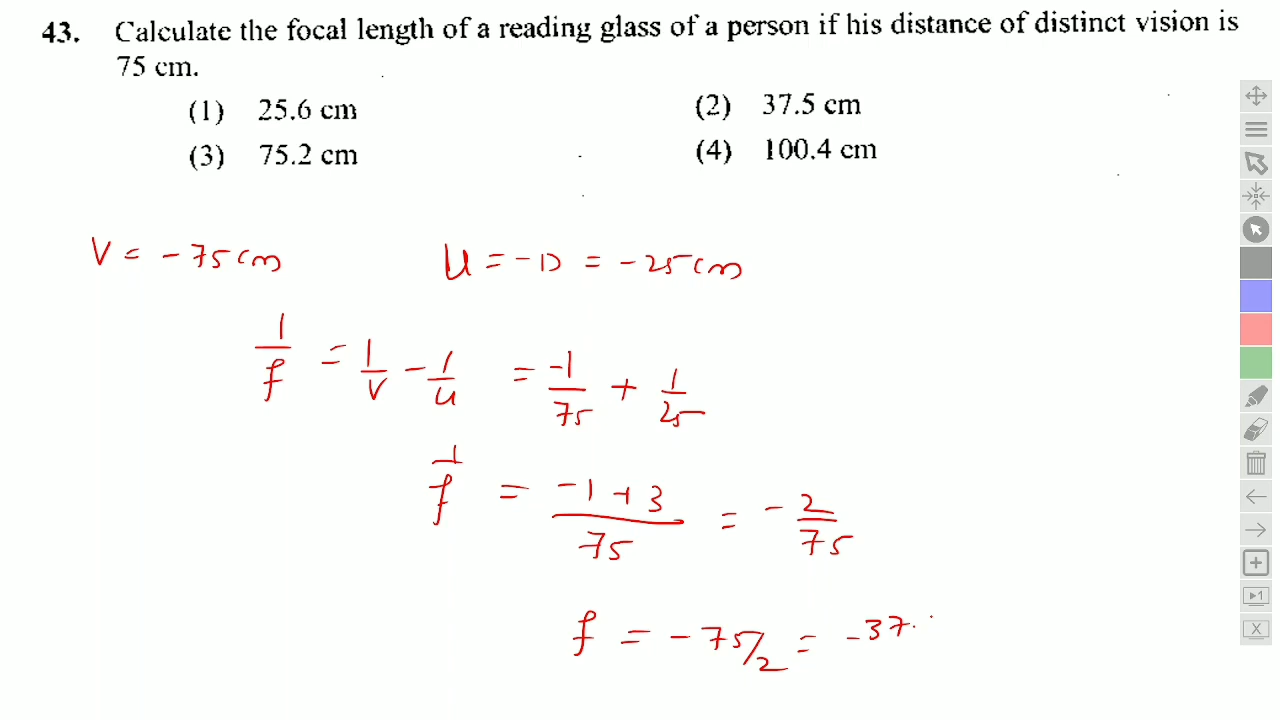 43. Calculate the focal length of a reading glass of a person if his distance of distinct vision is
75 cm.
(1) 25.6 cm (2) 37.5 cm
(3) 75.2 cm (4) 100.4 cm
V = -75 cm u = -D = -25 cm
1/f = 1/v - 1/u = -1/75 + 1/25
1/f = -1+3/75 = -2/75
f = -75/2 = -37.
▶1
X